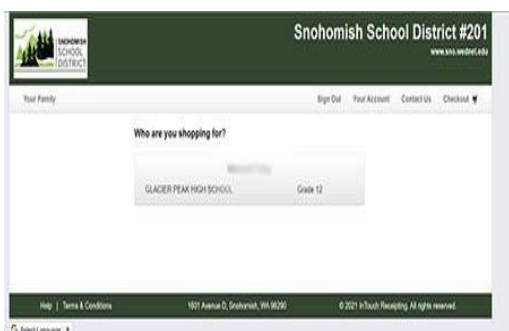 SNOHOMISH
SCHOOL
DISTRICT
Snohomish School District #201
www.sno.wednet.edu
Your Family
Sign Out Your Account Contact Us Checkout
Who are you shopping for?
GLACIER PEAK HIGH SCHOOL Grade 12
Help | Terms & Conditions 1601 Avenue D, Snohomish, WA 98290 © 2021 InTouch Receipting. All rights reserved.
Select Language